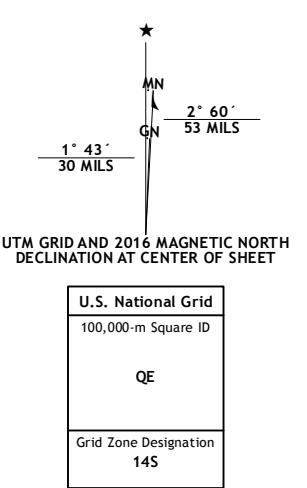 ★
MN
GN
2° 60´
53 MILS
1° 43´
30 MILS
UTM GRID AND 2016 MAGNETIC NORTH
DECLINATION AT CENTER OF SHEET
U.S. National Grid
100,000-m Square ID
QE
Grid Zone Designation
14S